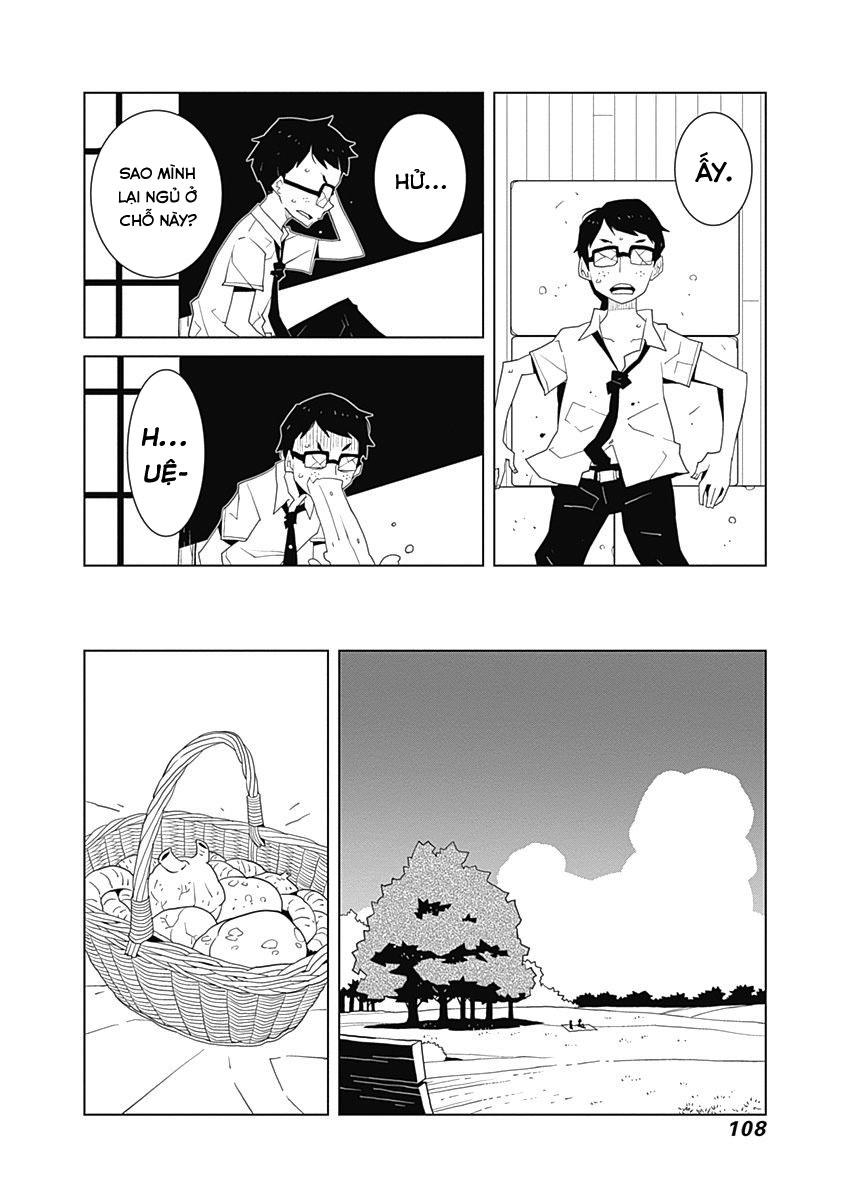 ẤY.
HỬ...
SAO MÌNH
LẠI NGỦ Ở
CHỖ NÀY?
H...
UỆ-
108